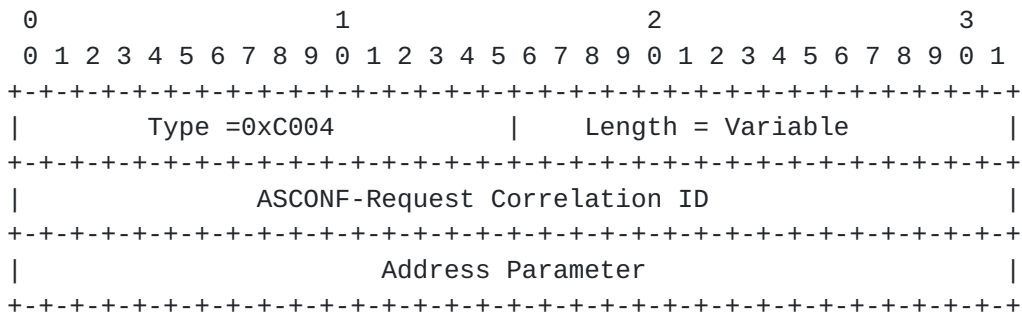 0                   1                   2                   3
 0 1 2 3 4 5 6 7 8 9 0 1 2 3 4 5 6 7 8 9 0 1 2 3 4 5 6 7 8 9 0 1
+-+-+-+-+-+-+-+-+-+-+-+-+-+-+-+-+-+-+-+-+-+-+-+-+-+-+-+-+-+-+-+-+
|        Type =0xC004           |    Length = Variable          |
+-+-+-+-+-+-+-+-+-+-+-+-+-+-+-+-+-+-+-+-+-+-+-+-+-+-+-+-+-+-+-+-+
|               ASCONF-Request Correlation ID                   |
+-+-+-+-+-+-+-+-+-+-+-+-+-+-+-+-+-+-+-+-+-+-+-+-+-+-+-+-+-+-+-+-+
|                       Address Parameter                       |
+-+-+-+-+-+-+-+-+-+-+-+-+-+-+-+-+-+-+-+-+-+-+-+-+-+-+-+-+-+-+-+-+